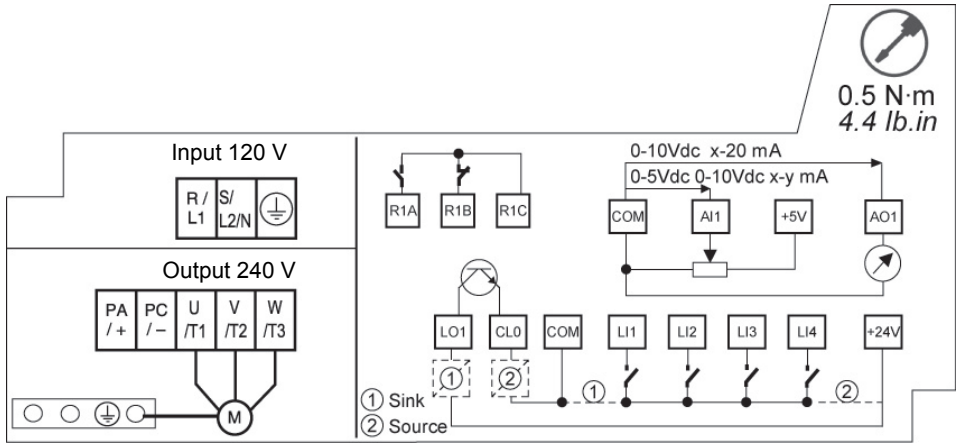 0.5 N·m
4.4 lb.in
Input 120 V
R / L1
S/ L2/N
Output 240 V
PA / +
PC / –
U /T1
V /T2
W /T3
M
R1A
R1B
R1C
0-10Vdc x-20 mA
0-5Vdc 0-10Vdc x-y mA
COM
AI1
+5V
AO1
LO1
CL0
COM
LI1
LI2
LI3
LI4
+24V
1
2
1
2
1 Sink
2 Source